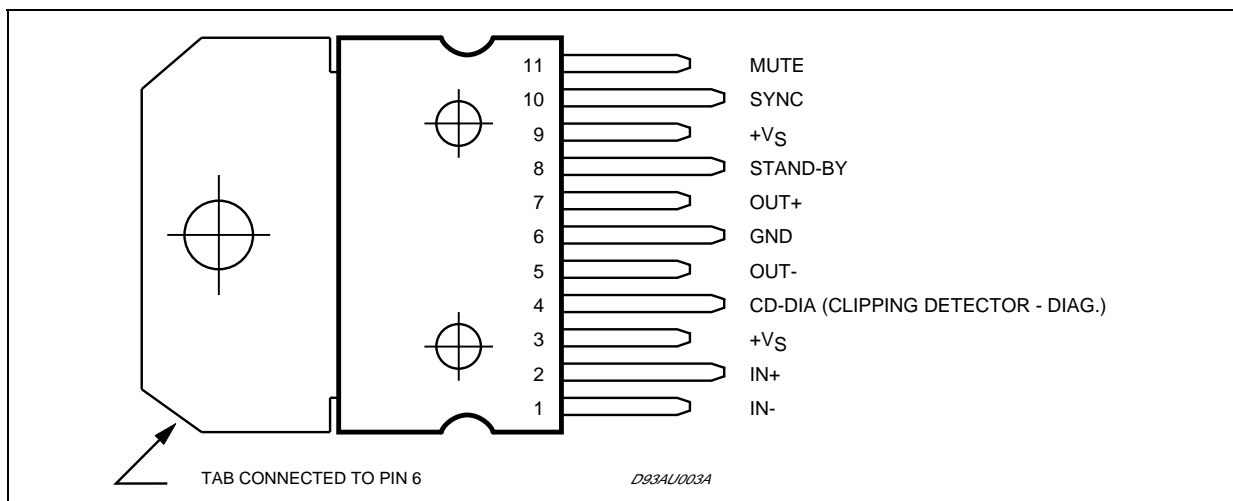 11 MUTE
10 SYNC
9 +VS
8 STAND-BY
7 OUT+
6 GND
5 OUT-
4 CD-DIA (CLIPPING DETECTOR - DIAG.)
3 +VS
2 IN+
1 IN-
TAB CONNECTED TO PIN 6
D93AU003A